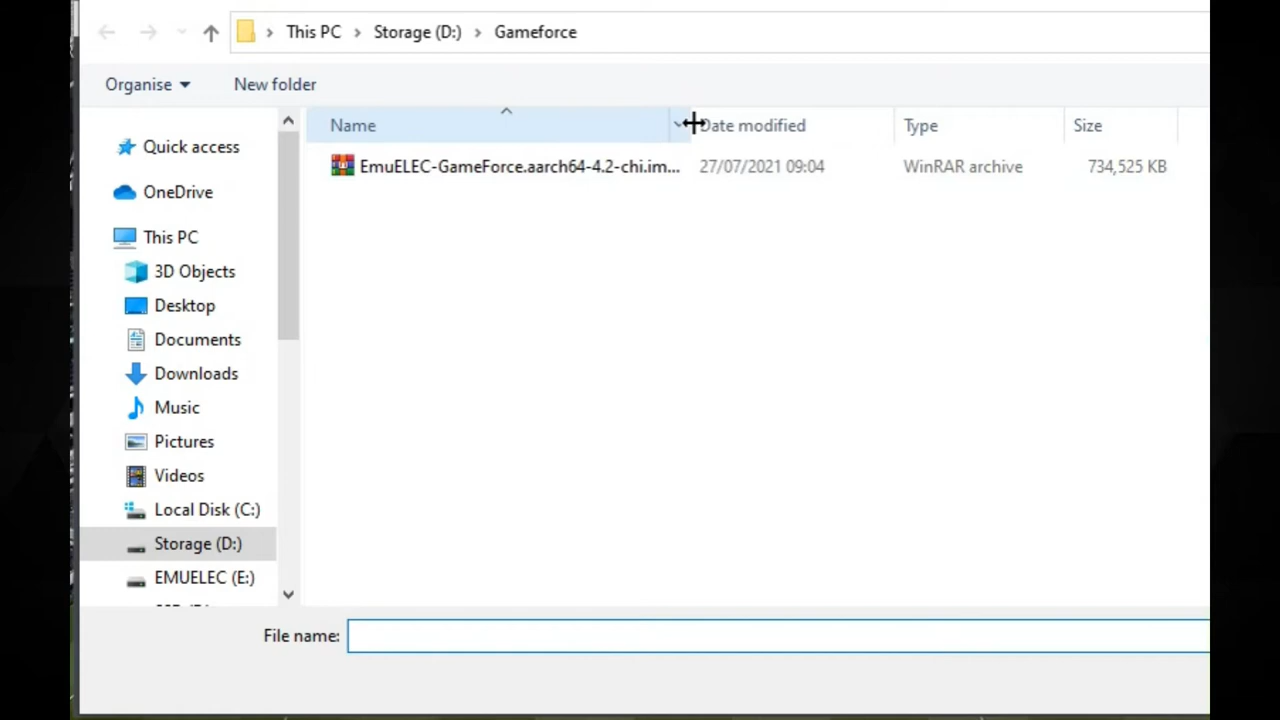 This PC > Storage (D:) > Gameforce
Organise New folder
Name Date modified Type Size
EmuELEC-GameForce.aarch64-4.2-chi.im... 27/07/2021 09:04 WinRAR archive 734,525 KB
Quick access
OneDrive
This PC
3D Objects
Desktop
Documents
Downloads
Music
Pictures
Videos
Local Disk (C:)
Storage (D:)
EMUELEC (E:)
File name: